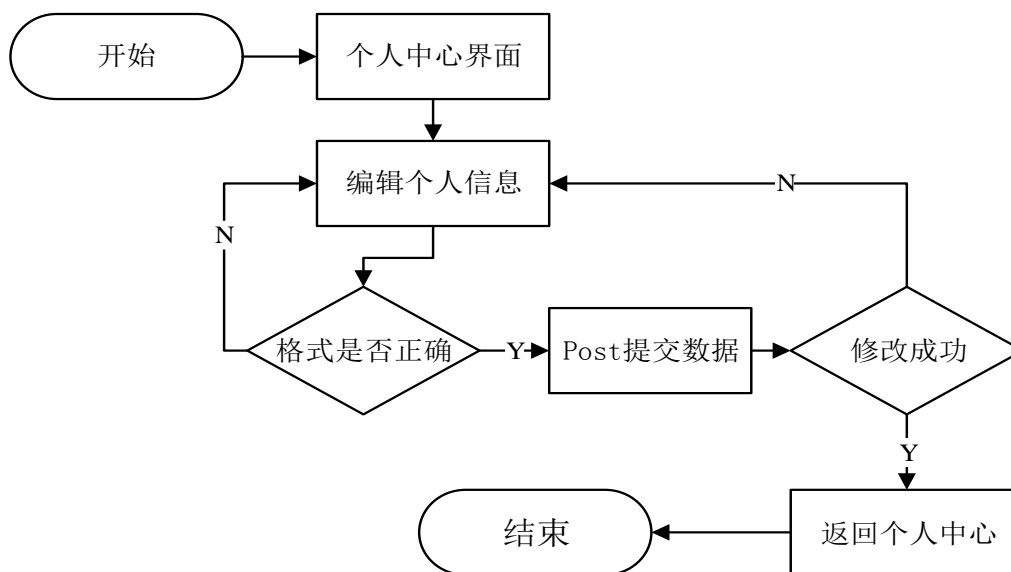 开始
个人中心界面
编辑个人信息
N
N
格式是否正确
Y
Post提交数据
修改成功
Y
结束
返回个人中心